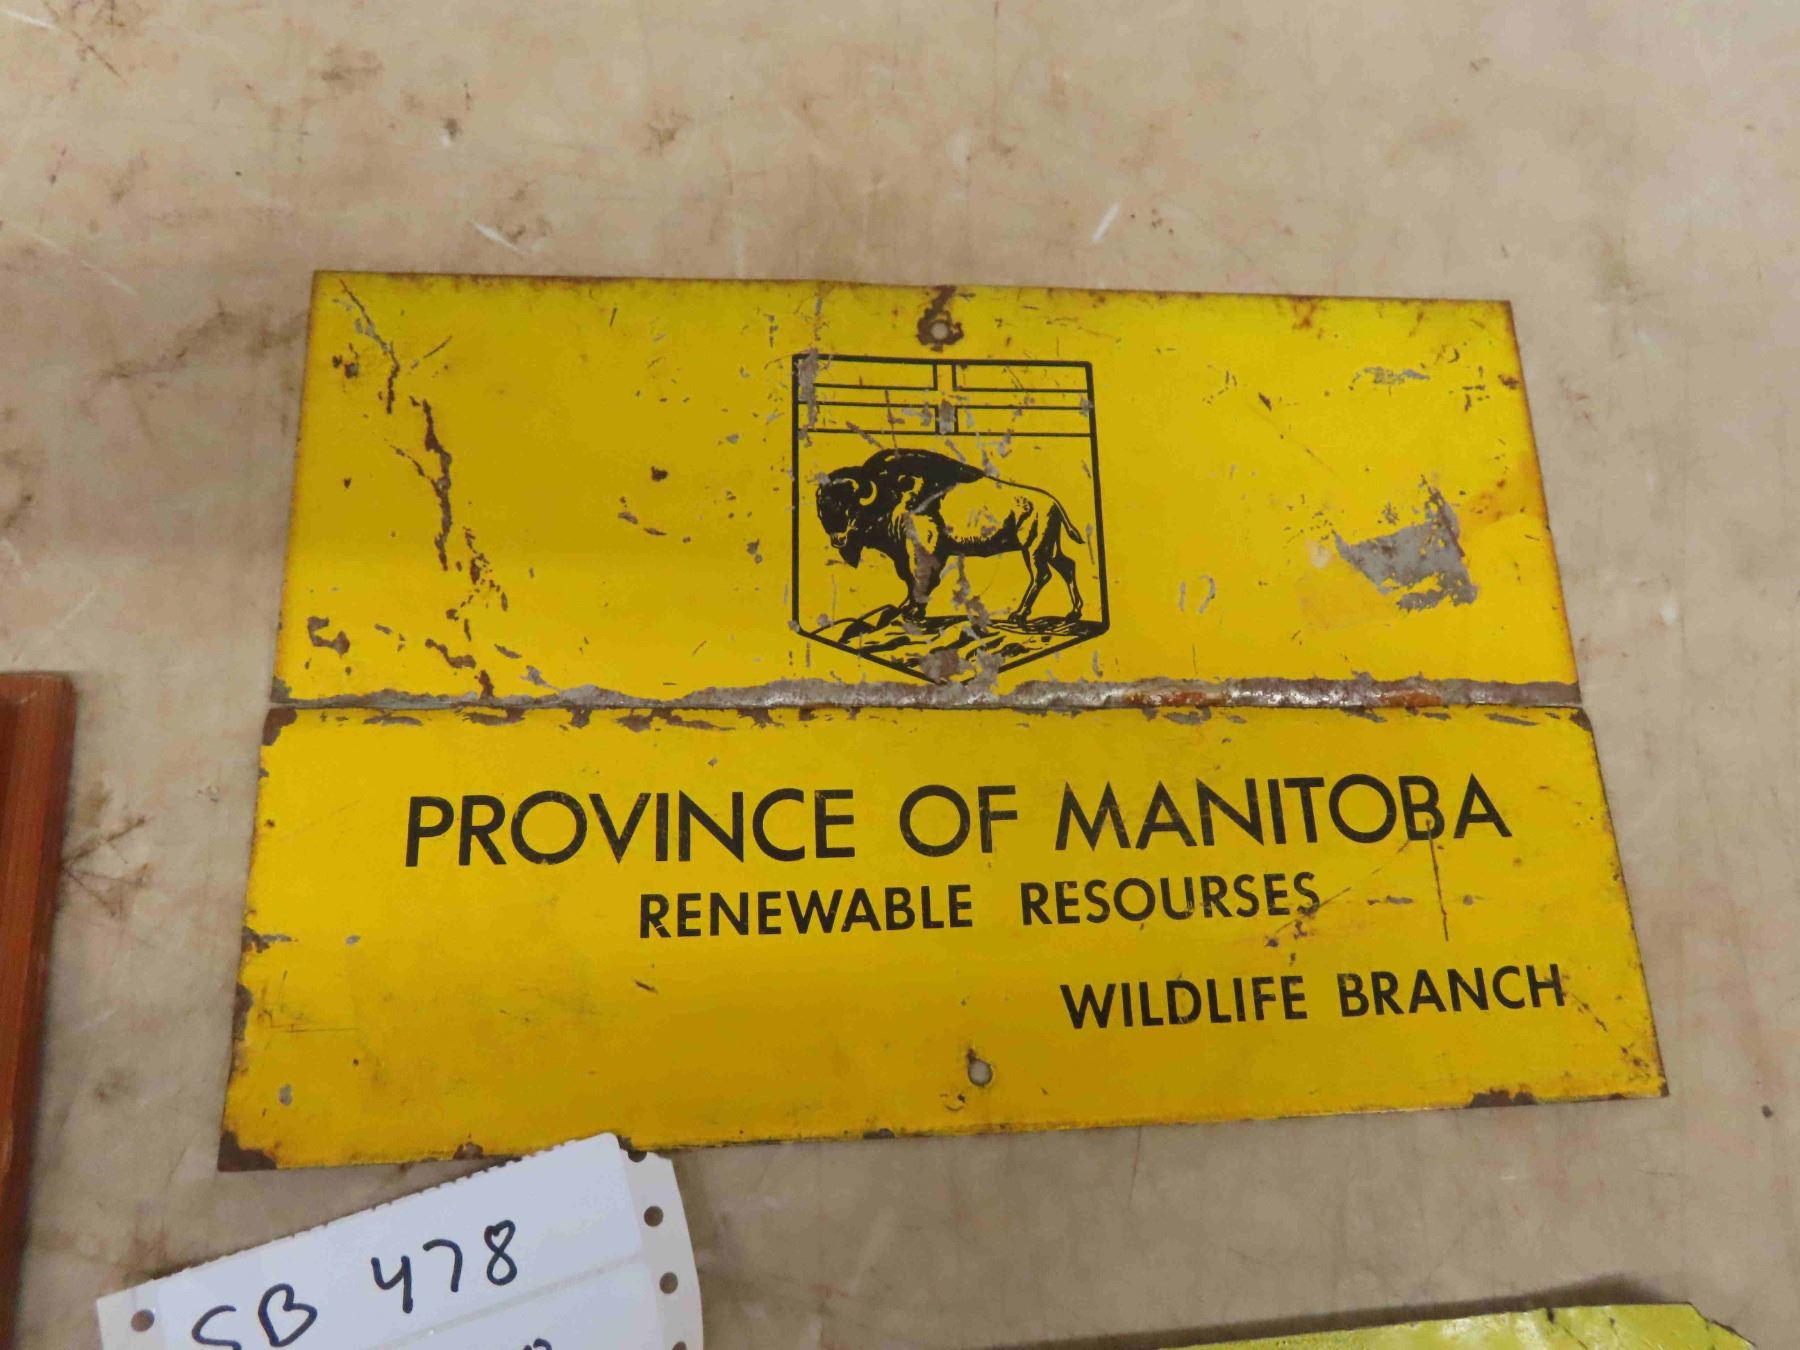 PROVINCE OF MANITOBA
RENEWABLE RESOURSES
WILDLIFE BRANCH
SB 478